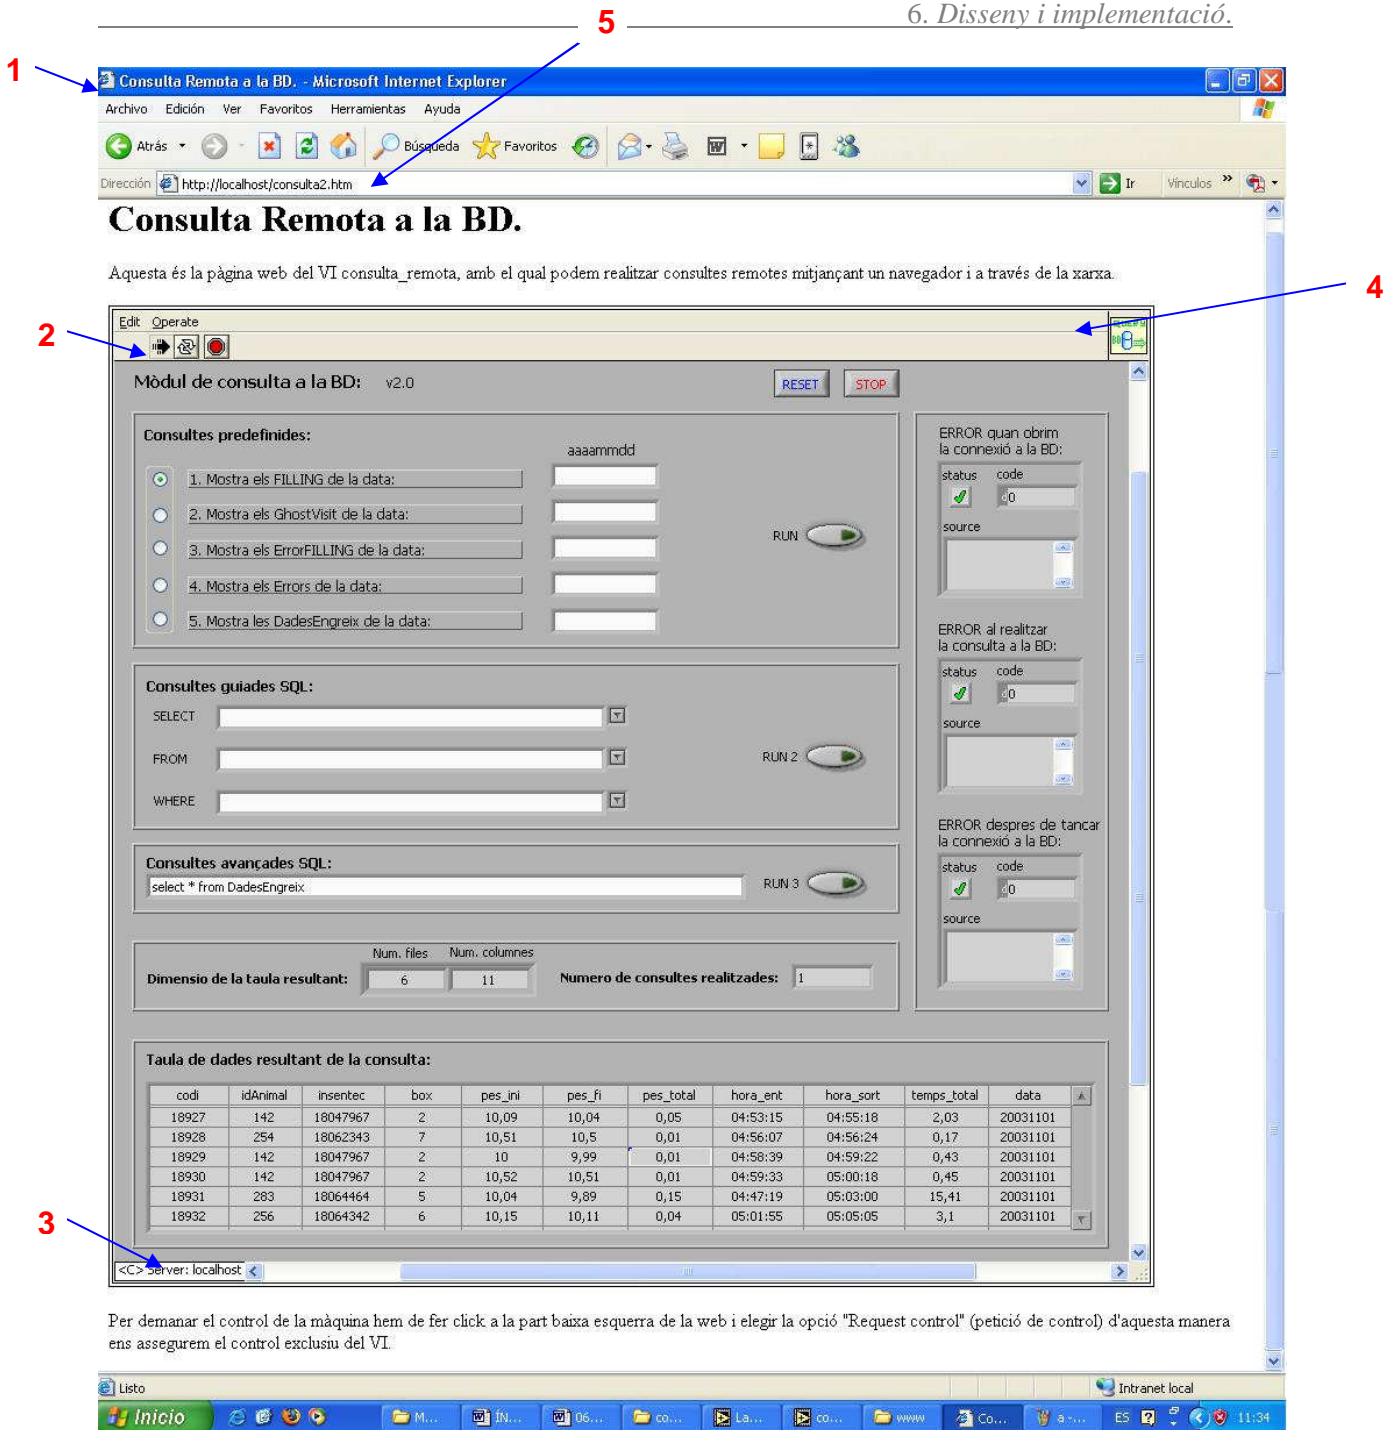 6. Disseny i implementació.
5
1
Consulta Remota a la BD. - Microsoft Internet Explorer
Archivo Edición Ver Favoritos Herramientas Ayuda
Atrás Búsqueda Favoritos
Dirección http://localhost/consulta2.htm Ir Vínculos »
Consulta Remota a la BD.
Aquesta és la pàgina web del VI consulta_remota, amb el qual podem realitzar consultes remotes mitjançant un navegador i a través de la xarxa.
4
Edit Operate
2
Mòdul de consulta a la BD: v2.0 RESET STOP
Consultes predefinides:
aaaammdd
1. Mostra els FILLING de la data:
2. Mostra els GhostVisit de la data:
3. Mostra els ErrorFILLING de la data:
4. Mostra els Errors de la data:
5. Mostra les DadesEngreix de la data:
RUN
ERROR quan obrim
la connexió a la BD:
status code
d0
source
ERROR al realitzar
la consulta a la BD:
status code
d0
source
Consultes guiades SQL:
SELECT
FROM
WHERE
RUN 2
ERROR despres de tancar
la connexió a la BD:
status code
d0
source
Consultes avançades SQL:
select * from DadesEngreix
RUN 3
Num. files Num. columnes
Dimensio de la taula resultant: 6 11 Numero de consultes realitzades: 1
Taula de dades resultant de la consulta:
codi idAnimal insentec box pes_ini pes_fi pes_total hora_ent hora_sort temps_total data
18927 142 18047967 2 10,09 10,04 0,05 04:53:15 04:55:18 2,03 20031101
18928 254 18062343 7 10,51 10,5 0,01 04:56:07 04:56:24 0,17 20031101
18929 142 18047967 2 10 9,99 0,01 04:58:39 04:59:22 0,43 20031101
18930 142 18047967 2 10,52 10,51 0,01 04:59:33 05:00:18 0,45 20031101
18931 283 18064464 5 10,04 9,89 0,15 04:47:19 05:03:00 15,41 20031101
18932 256 18064342 6 10,15 10,11 0,04 05:01:55 05:05:05 3,1 20031101
3
<C> Server: localhost
Per demanar el control de la màquina hem de fer click a la part baixa esquerra de la web i elegir la opció "Request control" (petició de control) d'aquesta manera
ens assegurem el control exclusiu del VI.
Listo Intranet local
Inicio M... ÍN... 06... co... La... co... www Co... a -... ES 11:34